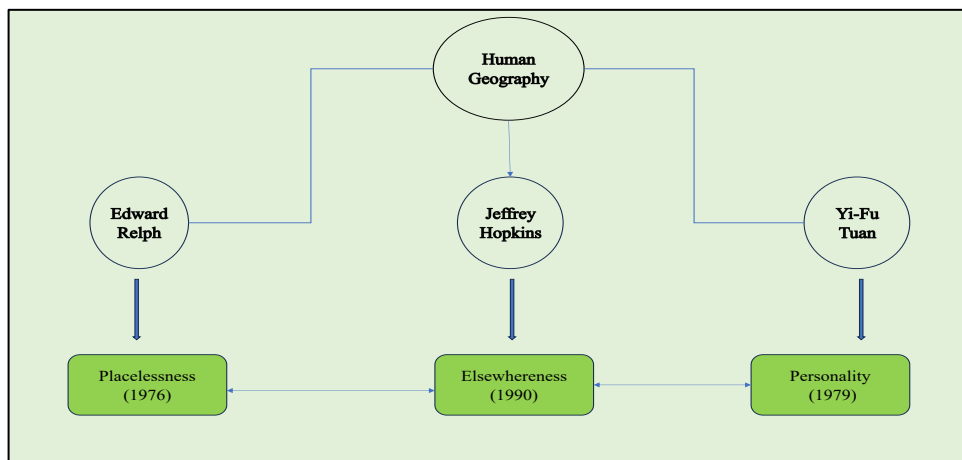 Human
Geography
Edward
Relph
Jeffrey
Hopkins
Yi-Fu
Tuan
Placelessness
(1976)
Elsewhereness
(1990)
Personality
(1979)